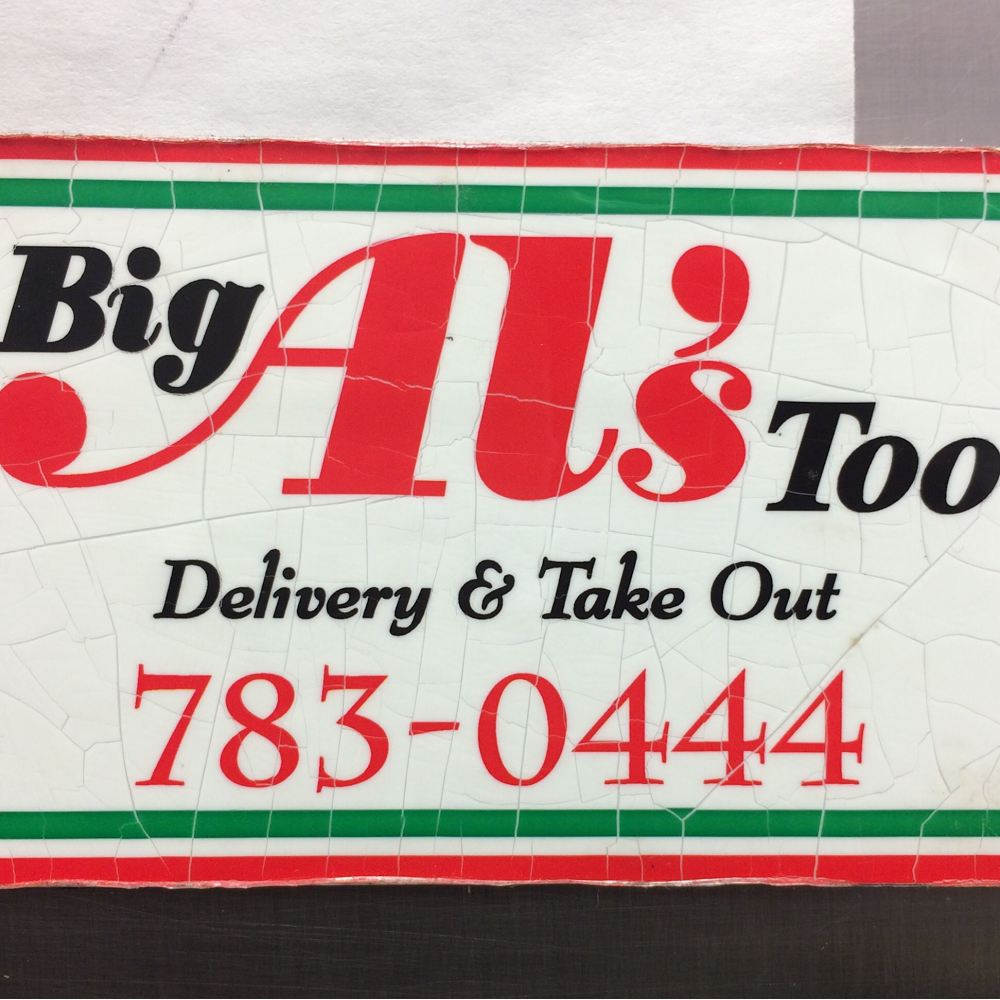 Big Al's Too
Delivery & Take Out
783-0444